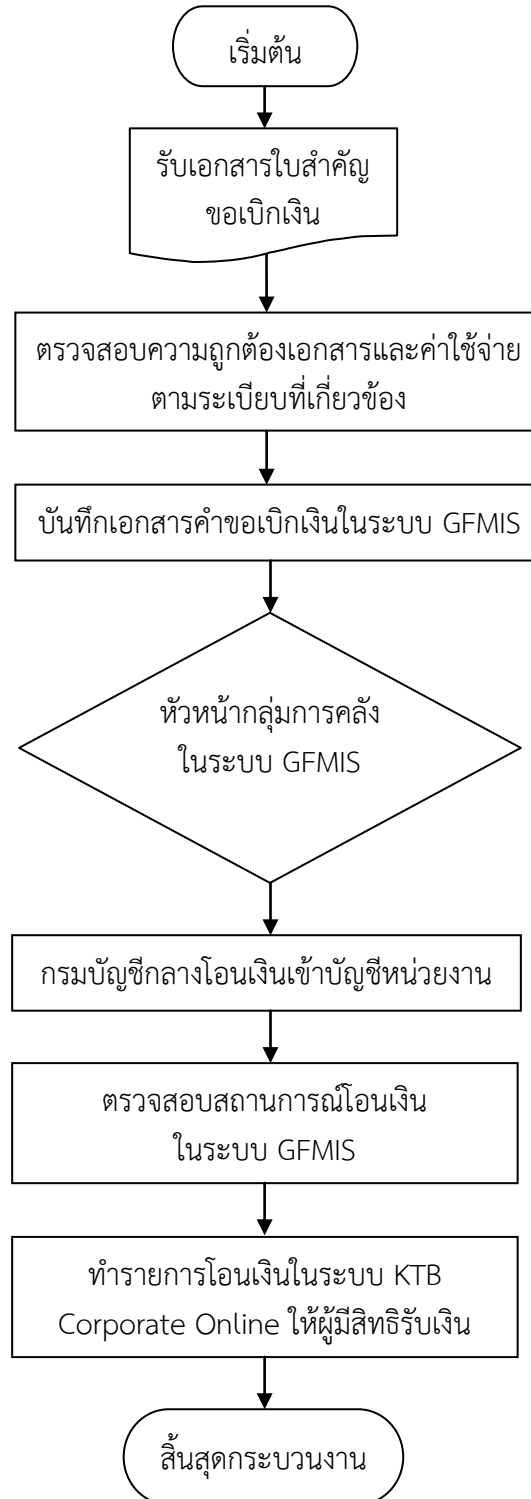 เริ่มต้น
รับเอกสารใบสำคัญ
ขอเบิกเงิน
ตรวจสอบความถูกต้องเอกสารและค่าใช้จ่าย
ตามระเบียบที่เกี่ยวข้อง
บันทึกเอกสารคำขอเบิกเงินในระบบ GFMIS
หัวหน้ากลุ่มการคลัง
ในระบบ GFMIS
กรมบัญชีกลางโอนเงินเข้าบัญชีหน่วยงาน
ตรวจสอบสถานการณ์โอนเงิน
ในระบบ GFMIS
ทำรายการโอนเงินในระบบ KTB
Corporate Online ให้ผู้มีสิทธิรับเงิน
สิ้นสุดกระบวนงาน